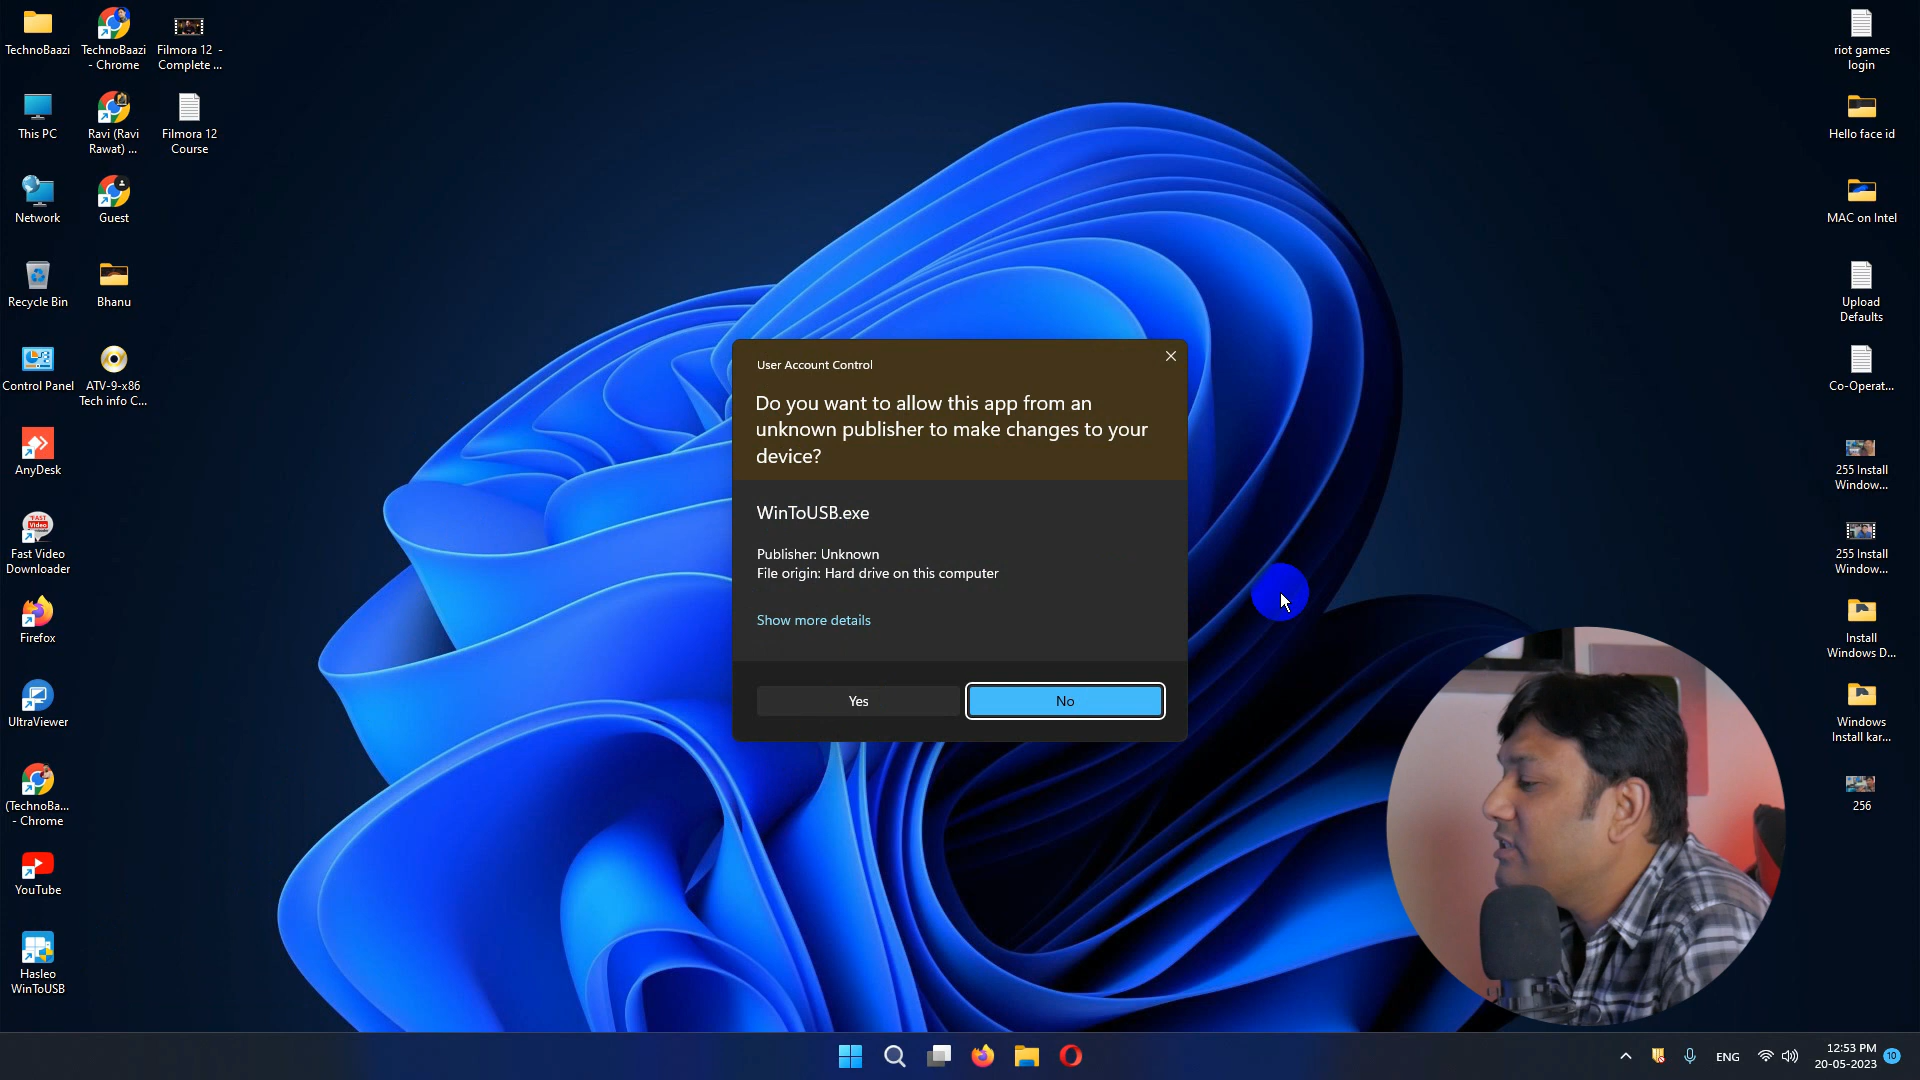 TechnoBaazi
TechnoBaazi
- Chrome
Filmora 12 -
Complete ...
This PC
Ravi (Ravi
Rawat) ...
Filmora 12
Course
Network
Guest
Recycle Bin
Bhanu
Control Panel
ATV-9-x86
Tech info C...
AnyDesk
FAST
Video
Fast Video
Downloader
Firefox
UltraViewer
(TechnoBa...
- Chrome
YouTube
Hasleo
WinToUSB
User Account Control
Do you want to allow this app from an
unknown publisher to make changes to your
device?
WinToUSB.exe
Publisher: Unknown
File origin: Hard drive on this computer
Show more details
Yes
No
riot games
login
Hello face id
MAC on Intel
Upload
Defaults
Co-Operat...
255 Install
Window...
255 Install
Window...
Install
Windows D...
Windows
Install kar...
256
ENG
12:53 PM
20-05-2023
10